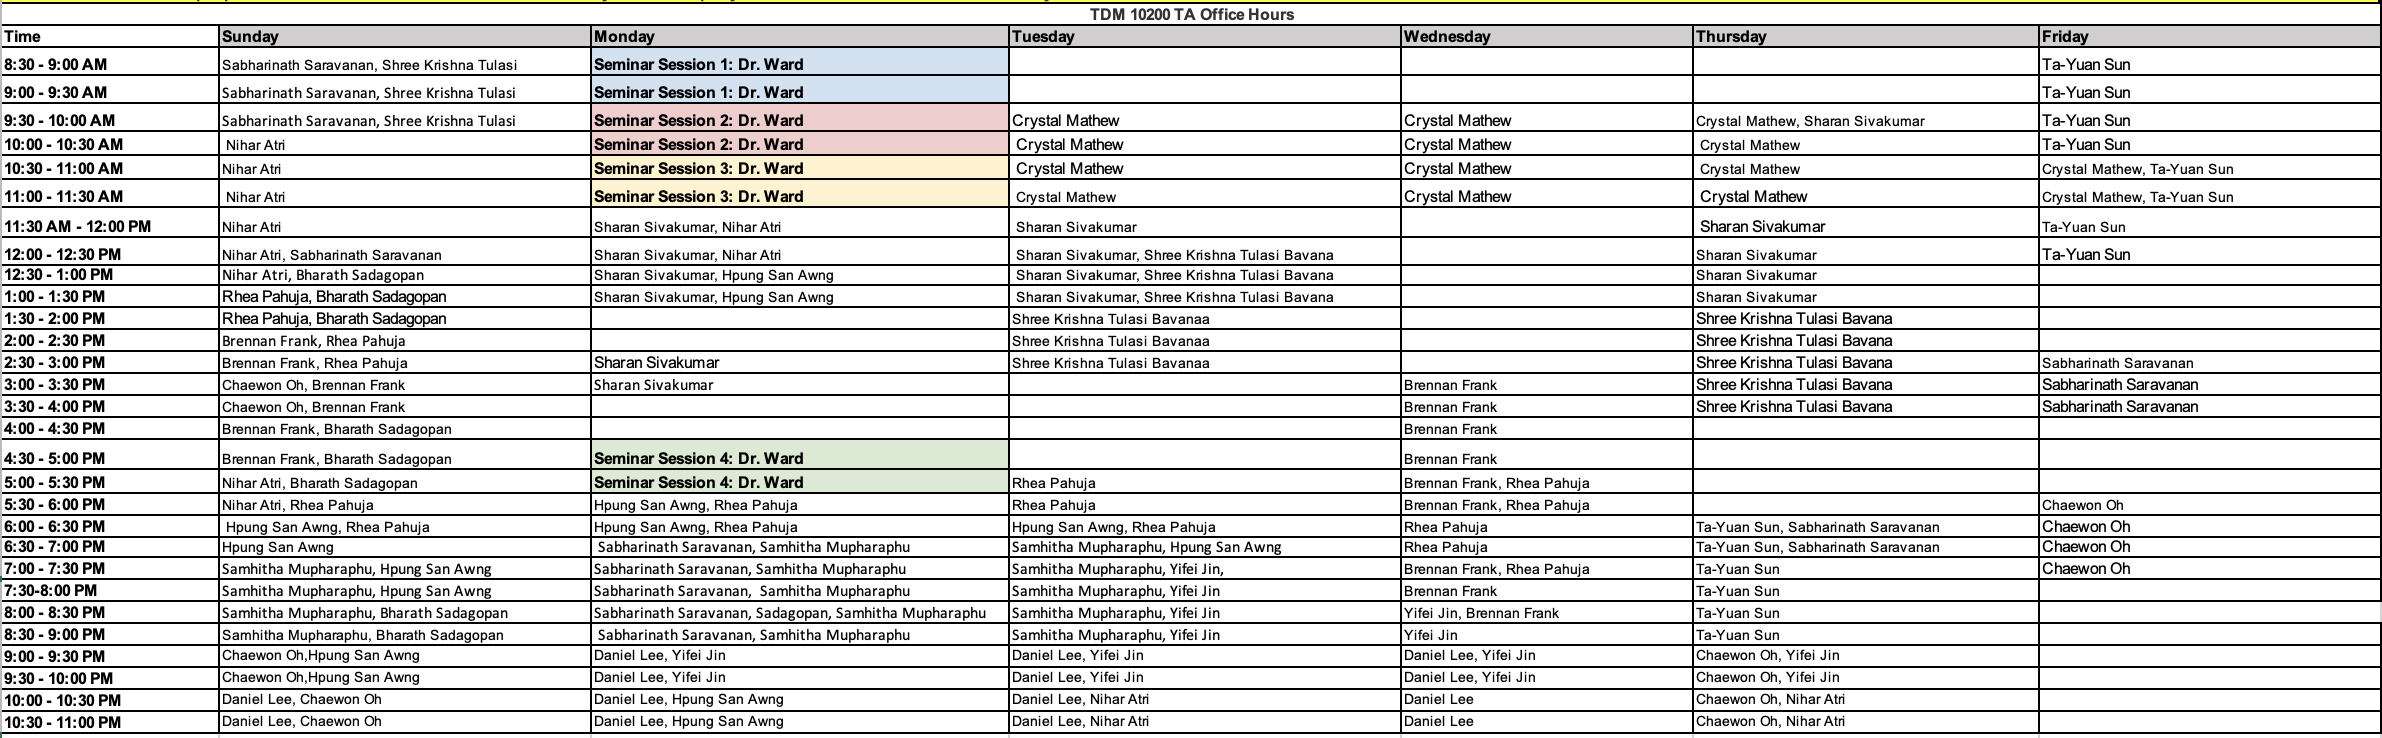 TDM 10200 TA Office Hours
Time Sunday Monday Tuesday Wednesday Thursday Friday
8:30 - 9:00 AM Sabharinath Saravanan, Shree Krishna Tulasi Seminar Session 1: Dr. Ward Ta-Yuan Sun
9:00 - 9:30 AM Sabharinath Saravanan, Shree Krishna Tulasi Seminar Session 1: Dr. Ward Ta-Yuan Sun
9:30 - 10:00 AM Sabharinath Saravanan, Shree Krishna Tulasi Seminar Session 2: Dr. Ward Crystal Mathew Crystal Mathew Crystal Mathew, Sharan Sivakumar Ta-Yuan Sun
10:00 - 10:30 AM Nihar Atri Seminar Session 2: Dr. Ward Crystal Mathew Crystal Mathew Crystal Mathew Ta-Yuan Sun
10:30 - 11:00 AM Nihar Atri Seminar Session 3: Dr. Ward Crystal Mathew Crystal Mathew Crystal Mathew Crystal Mathew, Ta-Yuan Sun
11:00 - 11:30 AM Nihar Atri Seminar Session 3: Dr. Ward Crystal Mathew Crystal Mathew Crystal Mathew Crystal Mathew, Ta-Yuan Sun
11:30 AM - 12:00 PM Nihar Atri Sharan Sivakumar, Nihar Atri Sharan Sivakumar Sharan Sivakumar Ta-Yuan Sun
12:00 - 12:30 PM Nihar Atri, Sabharinath Saravanan Sharan Sivakumar, Nihar Atri Sharan Sivakumar, Shree Krishna Tulasi Bavana Sharan Sivakumar Ta-Yuan Sun
12:30 - 1:00 PM Nihar Atri, Bharath Sadagopan Sharan Sivakumar, Hpung San Awng Sharan Sivakumar, Shree Krishna Tulasi Bavana Sharan Sivakumar
1:00 - 1:30 PM Rhea Pahuja, Bharath Sadagopan Sharan Sivakumar, Hpung San Awng Sharan Sivakumar, Shree Krishna Tulasi Bavana Sharan Sivakumar
1:30 - 2:00 PM Rhea Pahuja, Bharath Sadagopan Shree Krishna Tulasi Bavanaa Shree Krishna Tulasi Bavana
2:00 - 2:30 PM Brennan Frank, Rhea Pahuja Shree Krishna Tulasi Bavanaa Shree Krishna Tulasi Bavana
2:30 - 3:00 PM Brennan Frank, Rhea Pahuja Sharan Sivakumar Shree Krishna Tulasi Bavanaa Shree Krishna Tulasi Bavana Sabharinath Saravanan
3:00 - 3:30 PM Chaewon Oh, Brennan Frank Sharan Sivakumar Brennan Frank Shree Krishna Tulasi Bavana Sabharinath Saravanan
3:30 - 4:00 PM Chaewon Oh, Brennan Frank Brennan Frank Shree Krishna Tulasi Bavana Sabharinath Saravanan
4:00 - 4:30 PM Brennan Frank, Bharath Sadagopan Brennan Frank
4:30 - 5:00 PM Brennan Frank, Bharath Sadagopan Seminar Session 4: Dr. Ward Brennan Frank
5:00 - 5:30 PM Nihar Atri, Bharath Sadagopan Seminar Session 4: Dr. Ward Rhea Pahuja Brennan Frank, Rhea Pahuja
5:30 - 6:00 PM Nihar Atri, Rhea Pahuja Hpung San Awng, Rhea Pahuja Rhea Pahuja Brennan Frank, Rhea Pahuja Chaewon Oh
6:00 - 6:30 PM Hpung San Awng, Rhea Pahuja Hpung San Awng, Rhea Pahuja Hpung San Awng, Rhea Pahuja Rhea Pahuja Ta-Yuan Sun, Sabharinath Saravanan Chaewon Oh
6:30 - 7:00 PM Hpung San Awng Sabharinath Saravanan, Samhitha Mupharaphu Samhitha Mupharaphu, Hpung San Awng Rhea Pahuja Ta-Yuan Sun, Sabharinath Saravanan Chaewon Oh
7:00 - 7:30 PM Samhitha Mupharaphu, Hpung San Awng Sabharinath Saravanan, Samhitha Mupharaphu Samhitha Mupharaphu, Yifei Jin, Brennan Frank, Rhea Pahuja Ta-Yuan Sun Chaewon Oh
7:30-8:00 PM Samhitha Mupharaphu, Hpung San Awng Sabharinath Saravanan, Samhitha Mupharaphu Samhitha Mupharaphu, Yifei Jin Brennan Frank Ta-Yuan Sun
8:00 - 8:30 PM Samhitha Mupharaphu, Bharath Sadagopan Sabharinath Saravanan, Sadagopan, Samhitha Mupharaphu Samhitha Mupharaphu, Yifei Jin Yifei Jin, Brennan Frank Ta-Yuan Sun
8:30 - 9:00 PM Samhitha Mupharaphu, Bharath Sadagopan Sabharinath Saravanan, Samhitha Mupharaphu Samhitha Mupharaphu, Yifei Jin Yifei Jin Ta-Yuan Sun
9:00 - 9:30 PM Chaewon Oh,Hpung San Awng Daniel Lee, Yifei Jin Daniel Lee, Yifei Jin Daniel Lee, Yifei Jin Chaewon Oh, Yifei Jin
9:30 - 10:00 PM Chaewon Oh,Hpung San Awng Daniel Lee, Yifei Jin Daniel Lee, Yifei Jin Daniel Lee, Yifei Jin Chaewon Oh, Yifei Jin
10:00 - 10:30 PM Daniel Lee, Chaewon Oh Daniel Lee, Hpung San Awng Daniel Lee, Nihar Atri Daniel Lee Chaewon Oh, Nihar Atri
10:30 - 11:00 PM Daniel Lee, Chaewon Oh Daniel Lee, Hpung San Awng Daniel Lee, Nihar Atri Daniel Lee Chaewon Oh, Nihar Atri